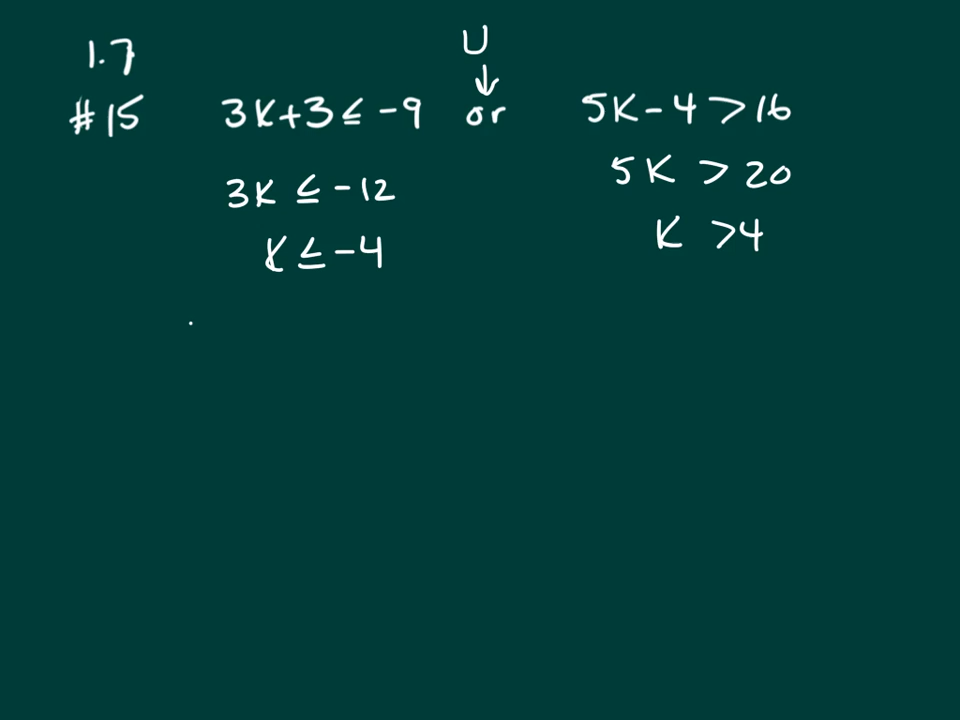 1.7
U
↓
#15 3K+3 ≤ -9 or 5K-4 > 16
3K ≤ -12 5K > 20
K ≤ -4 K > 4